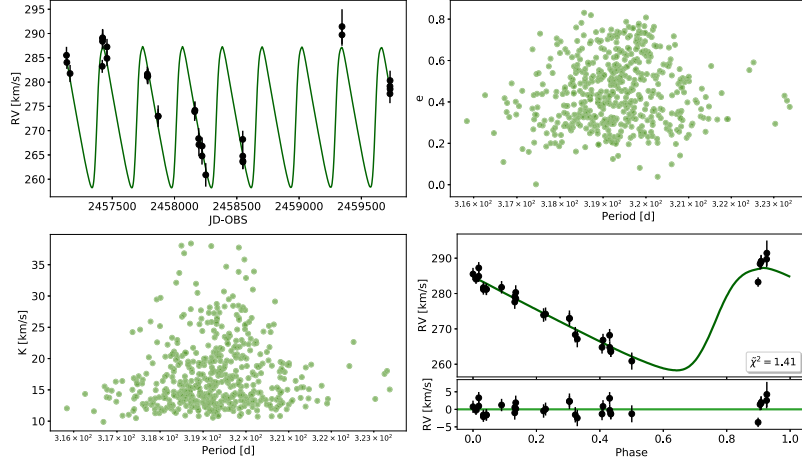 295
290
285
280
275
270
265
260
RV [km/s]
2457500
2458000
2458500
2459000
2459500
JD-OBS
0.8
0.6
0.4
0.2
0.0
e
3.16 × 10² 3.17 × 10² 3.18 × 10² 3.19 × 10² 3.20 × 10² 3.21 × 10² 3.22 × 10² 3.23 × 10²
Period [d]
35
30
25
20
15
10
K [km/s]
3.16 × 10² 3.17 × 10² 3.18 × 10² 3.19 × 10² 3.20 × 10² 3.21 × 10² 3.22 × 10² 3.23 × 10²
Period [d]
290
280
270
260
RV [km/s]
χ̃² = 1.41
5
0
−5
RV [km/s]
0.0 0.2 0.4 0.6 0.8 1.0
Phase